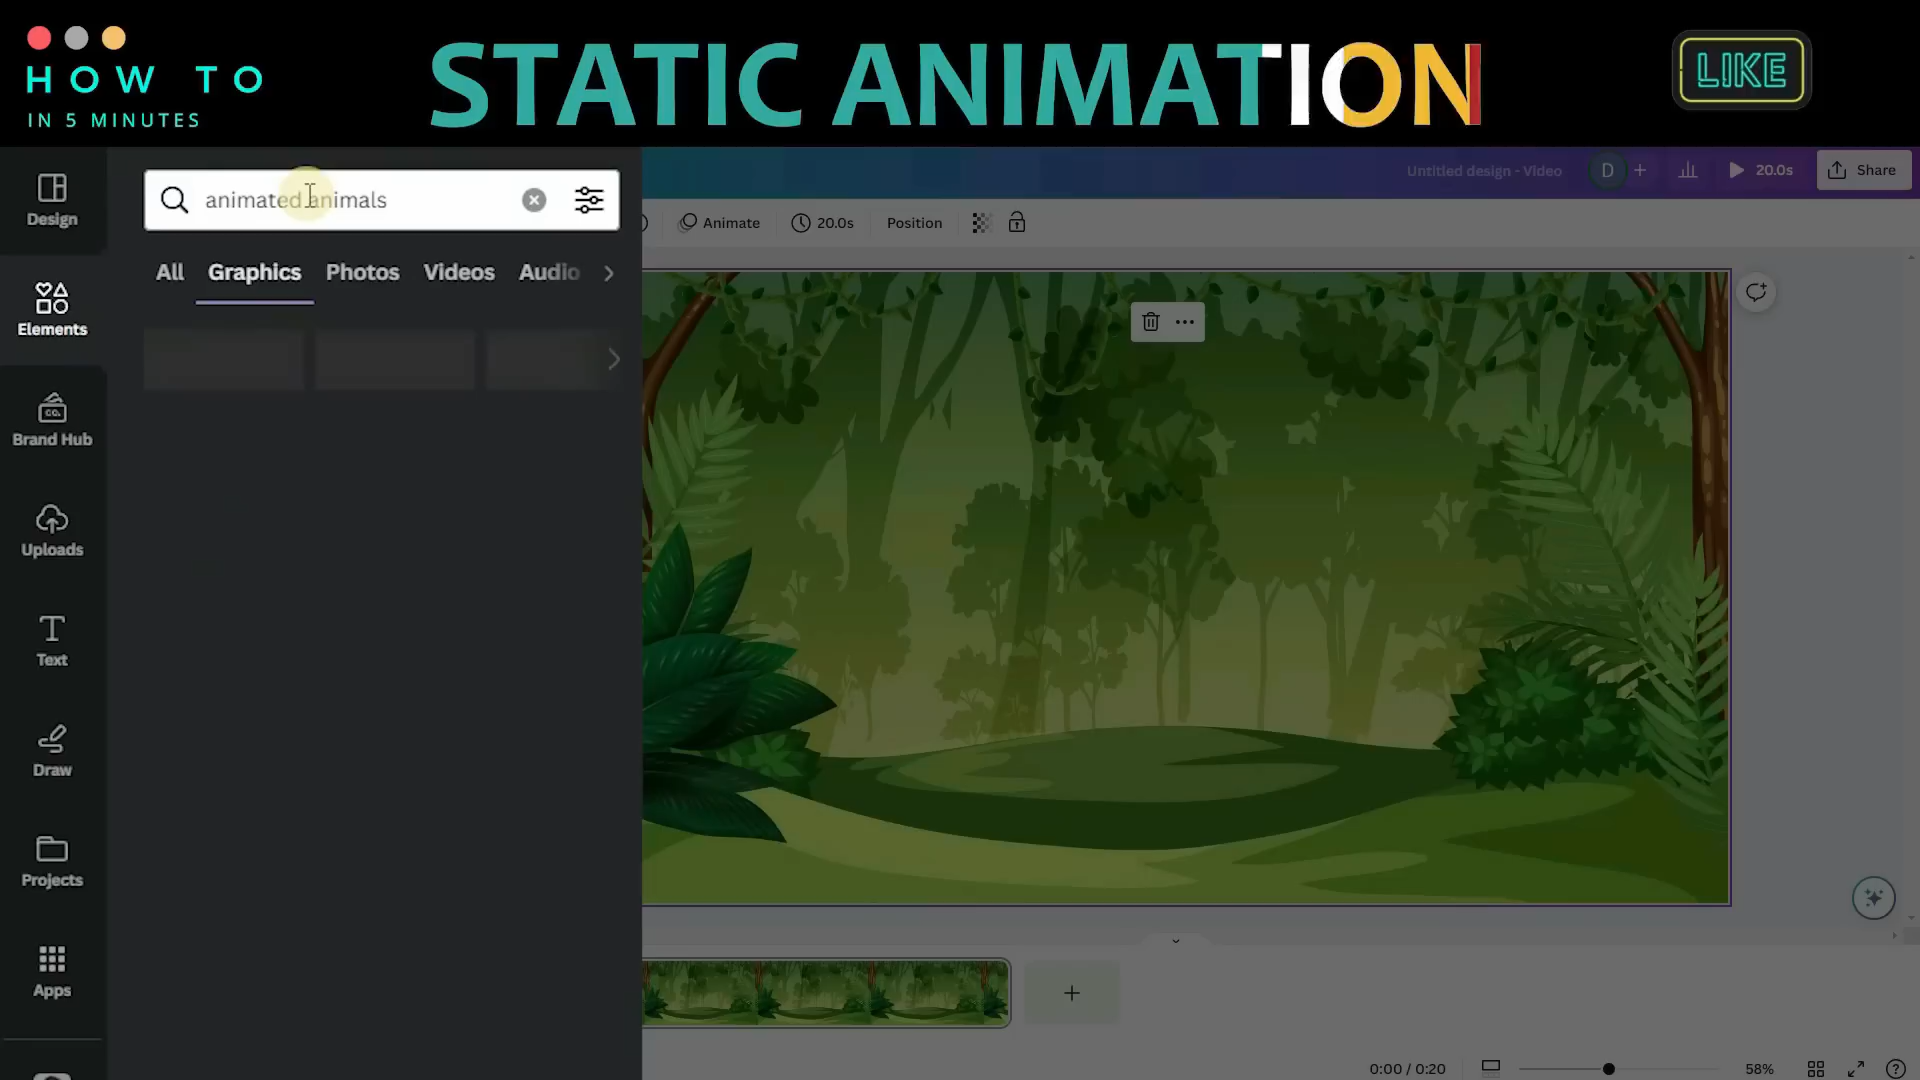 HOW TO
IN 5 MINUTES
STATIC ANIMATION
LIKE
Design
Elements
Brand Hub
CO.
Uploads
Text
Draw
Projects
Apps
animated animals
All Graphics Photos Videos Audio
Untitled design - Video
D
20.0s
Share
Animate
20.0s
Position
0:00 / 0:20
58%